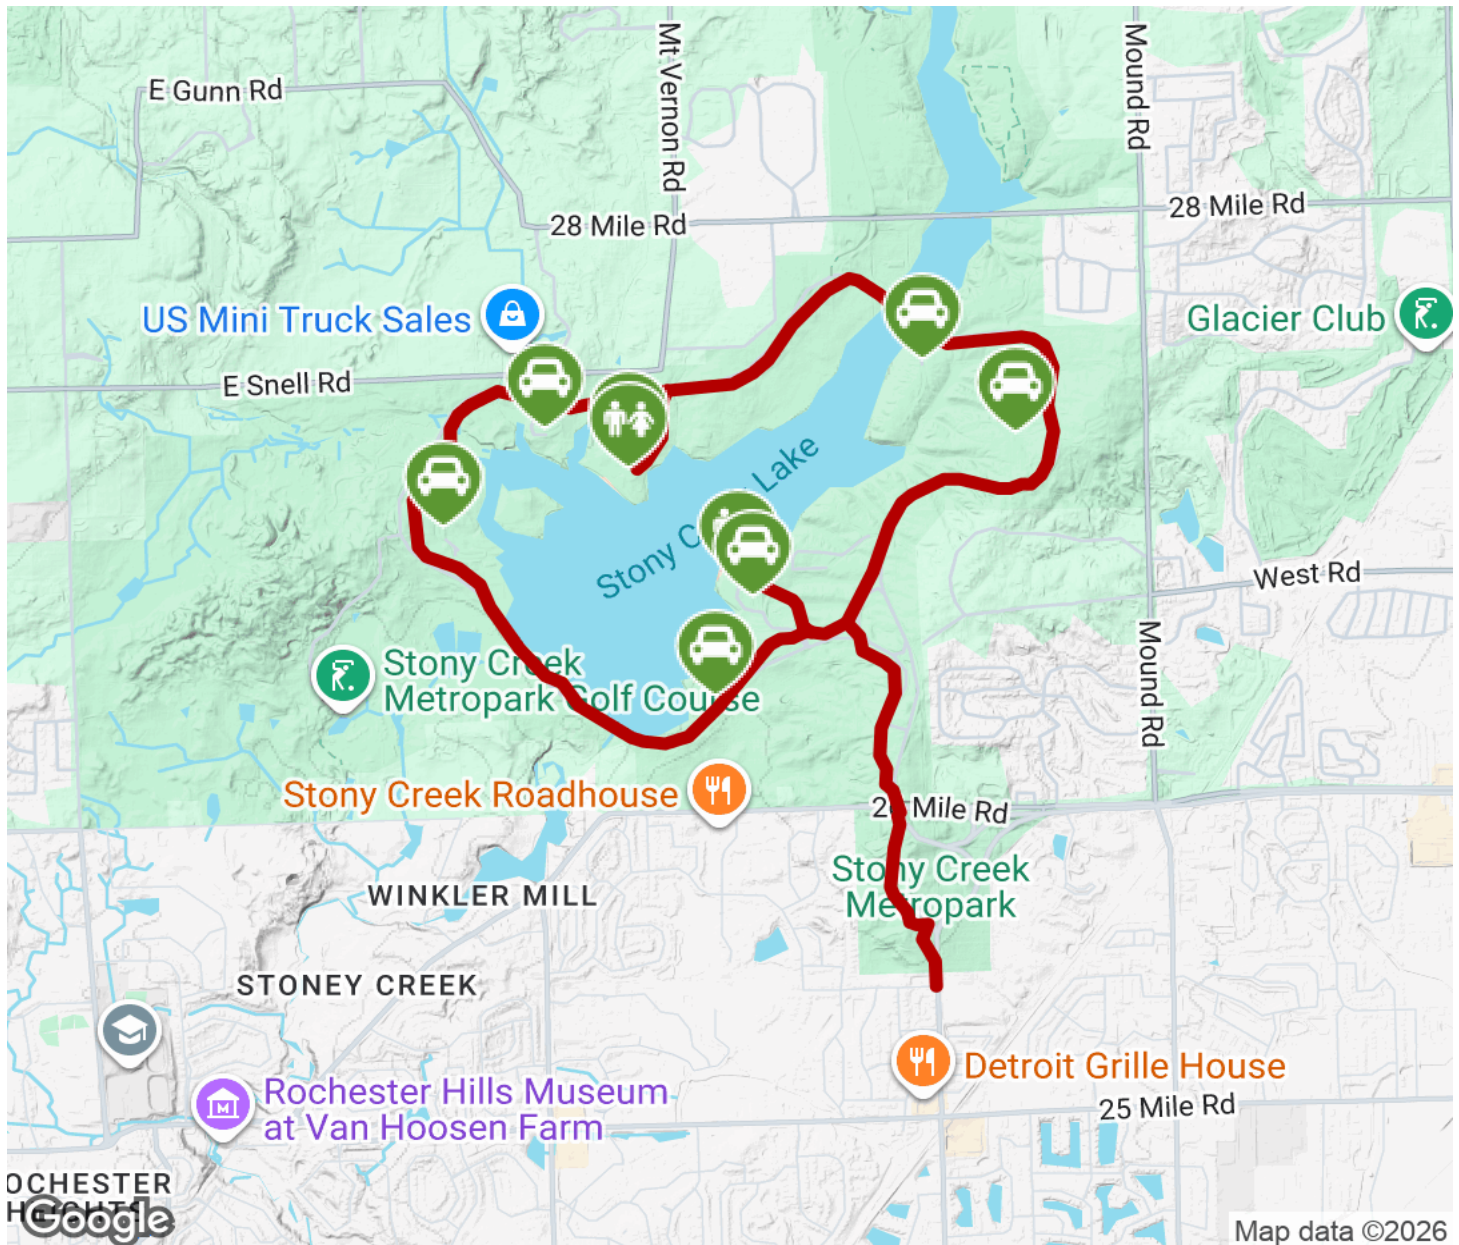 E Gunn Rd
Mt Vernon Rd
Mound Rd
28 Mile Rd
28 Mile Rd
US Mini Truck Sales
Glacier Club
E Snell Rd
Stony Lake
West Rd
Stony Creek
Metropark Golf Course
Mound Rd
Stony Creek Roadhouse
Mile Rd
Stony Creek
Metropark
WINKLER MILL
STONEY CREEK
Detroit Grille House
Rochester Hills Museum
at Van Hoosen Farm
M
25 Mile Rd
OCHESTER
HEIGHTS
Google
Map data ©2026